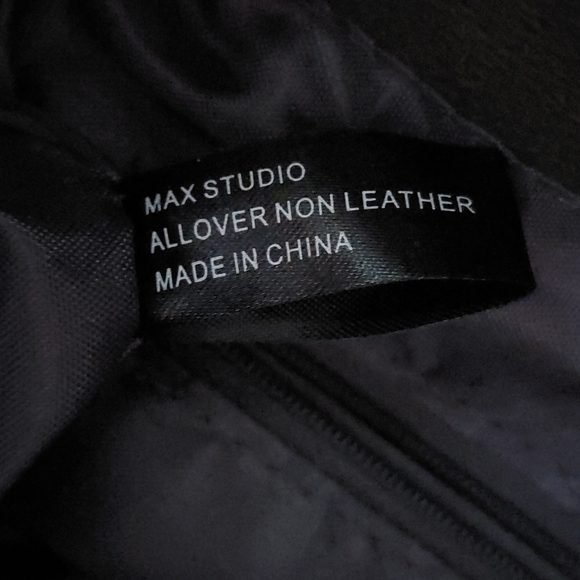 MAX STUDIO
ALLOVER NON LEATHER
MADE IN CHINA